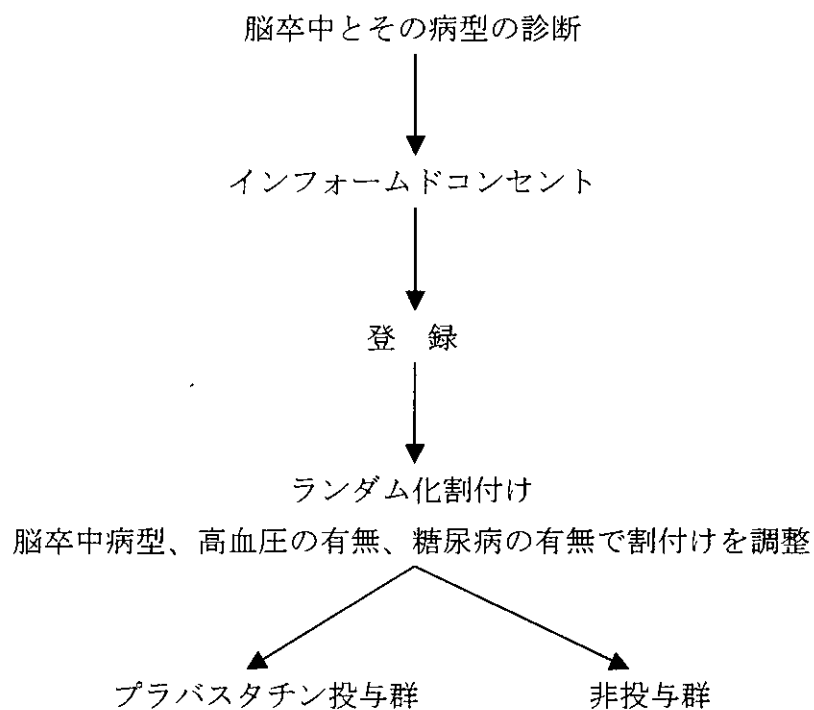 脳卒中とその病型の診断
インフォームドコンセント
登　録
ランダム化割付け
脳卒中病型、高血圧の有無、糖尿病の有無で割付けを調整
プラバスタチン投与群　非投与群